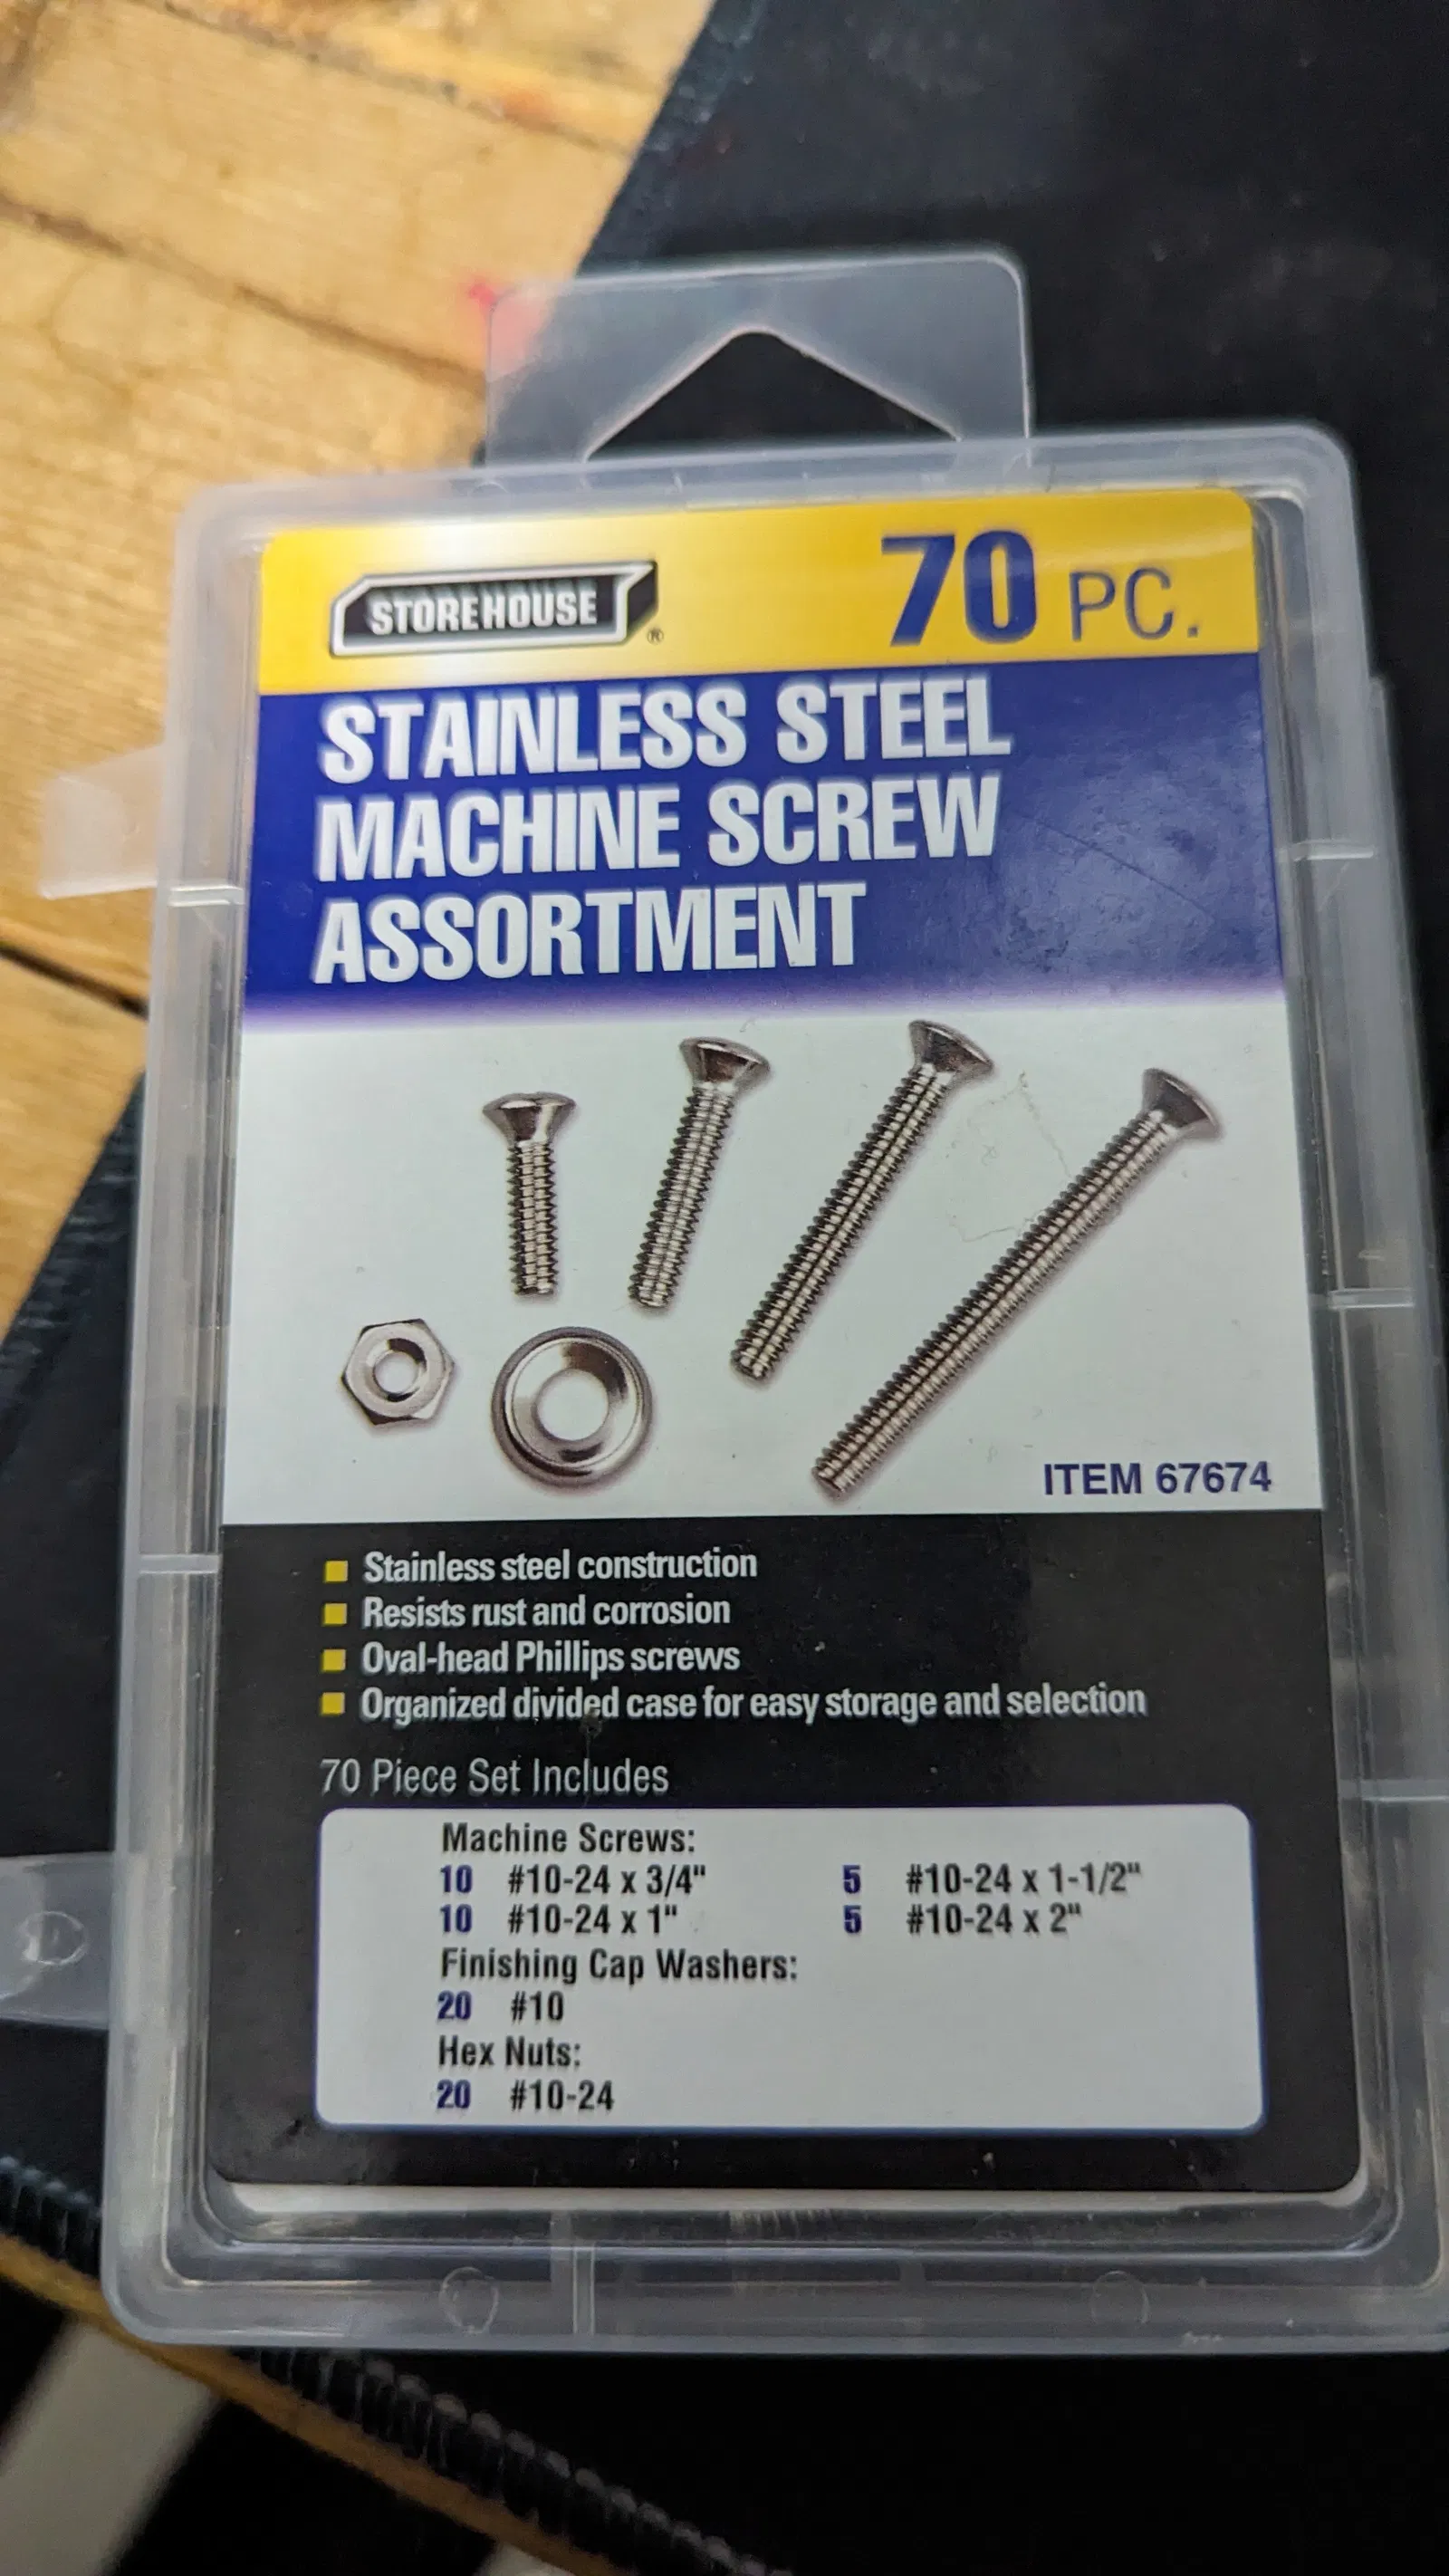 STOREHOUSE®
70 PC.
STAINLESS STEEL
MACHINE SCREW
ASSORTMENT
ITEM 67674
Stainless steel construction
Resists rust and corrosion
Oval-head Phillips screws
Organized divided case for easy storage and selection
70 Piece Set Includes
Machine Screws:
10 #10-24 x 3/4" 5 #10-24 x 1-1/2"
10 #10-24 x 1" 5 #10-24 x 2"
Finishing Cap Washers:
20 #10
Hex Nuts:
20 #10-24